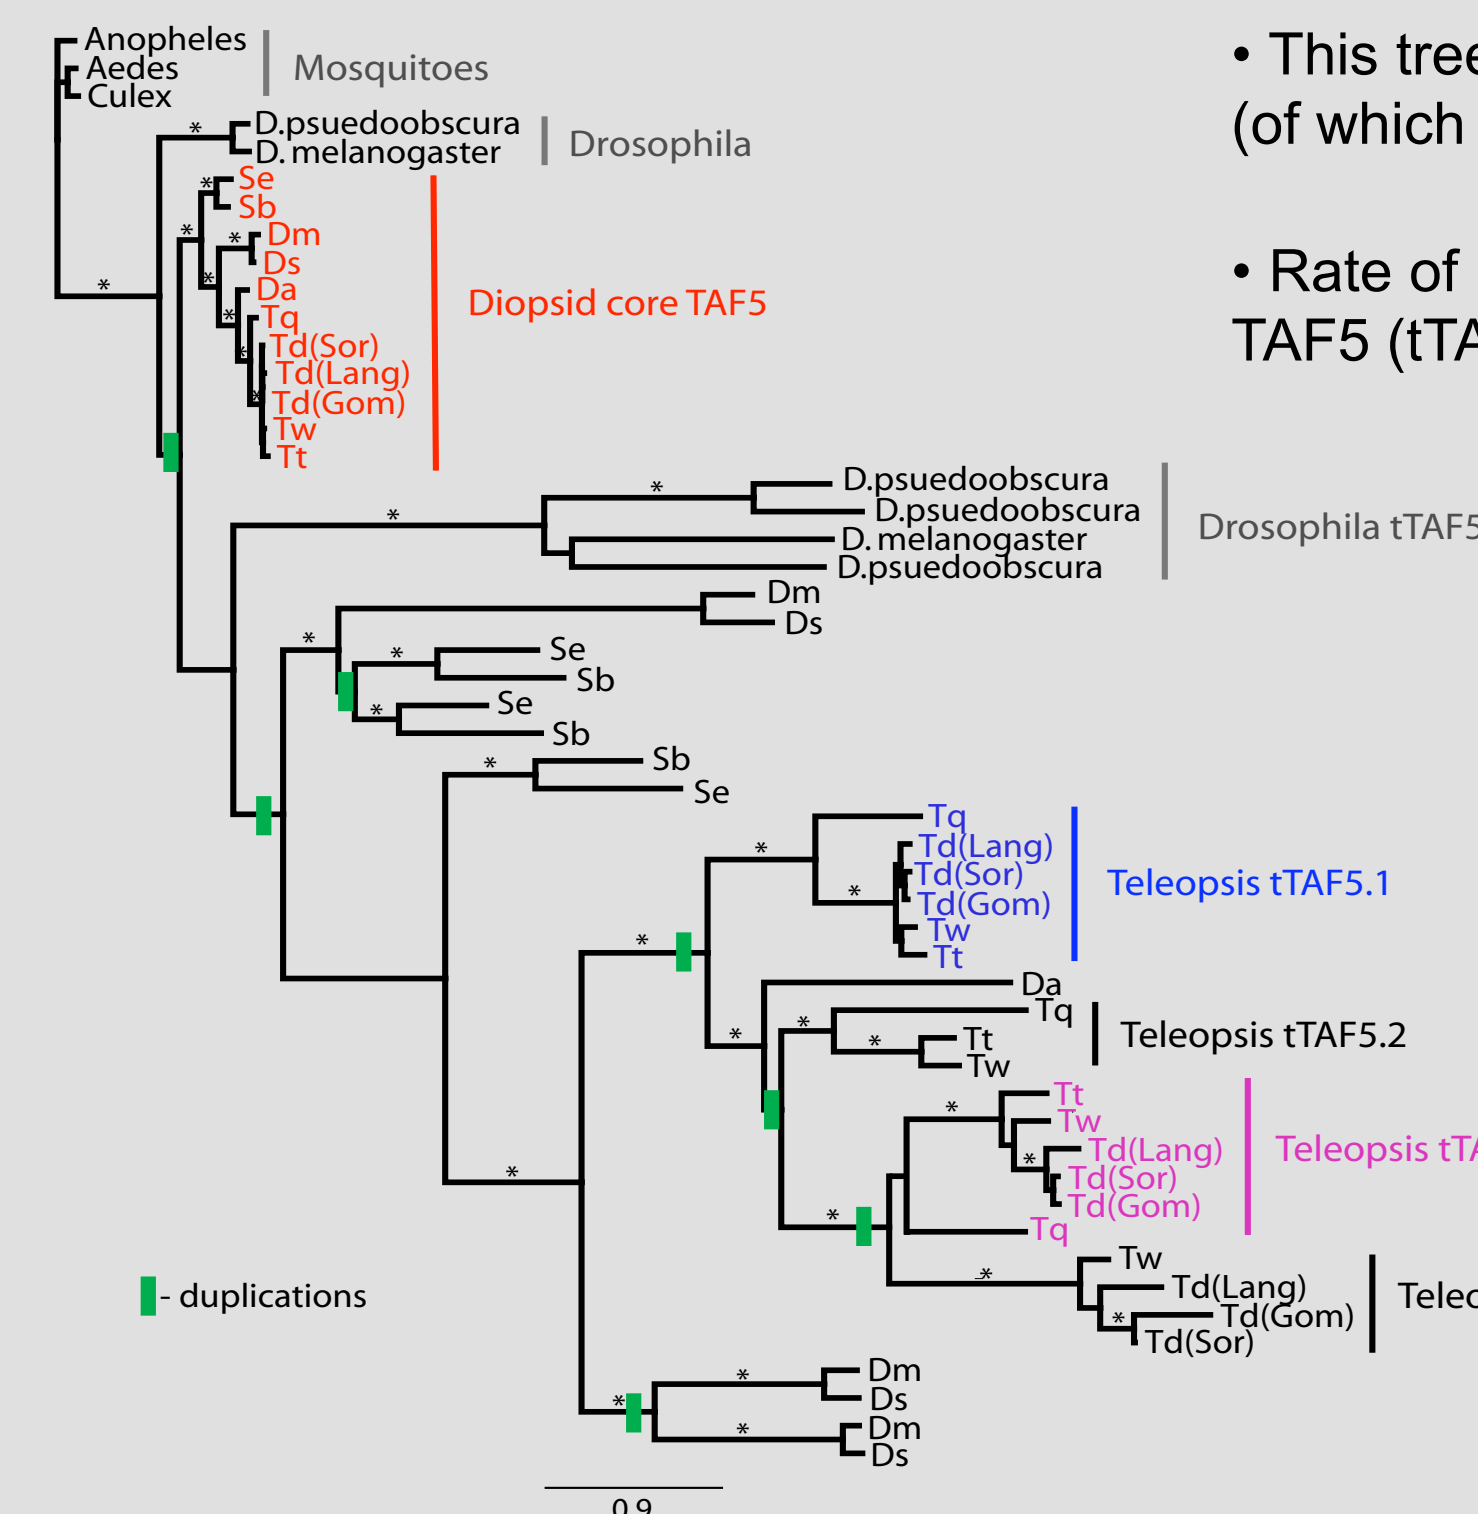 Anopheles
Aedes
Culex
Mosquitoes
D.psuedoobscura
D. melanogaster
Drosophila
Se
Sb
Dm
Ds
Da
Tq
Td(Sor)
Td(Lang)
Td(Gom)
Tw
Tt
Diopsid core TAF5
D.psuedoobscura
D.psuedoobscura
D. melanogaster
D.psuedoobscura
Drosophila tTAF5
Dm
Ds
Se
Sb
Se
Sb
Sb
Se
Tq
Td(Lang)
Td(Sor)
Td(Gom)
Tw
Tt
Teleopsis tTAF5.1
Da
Tq
Tt
Tw
Teleopsis tTAF5.2
Tt
Tw
Td(Lang)
Td(Sor)
Td(Gom)
Tq
Teleopsis
Tw
Td(Lang)
Td(Gom)
Td(Sor)
Dm
Ds
Dm
Ds
- duplications
0.9
• This tree
(of which
• Rate of
TAF5